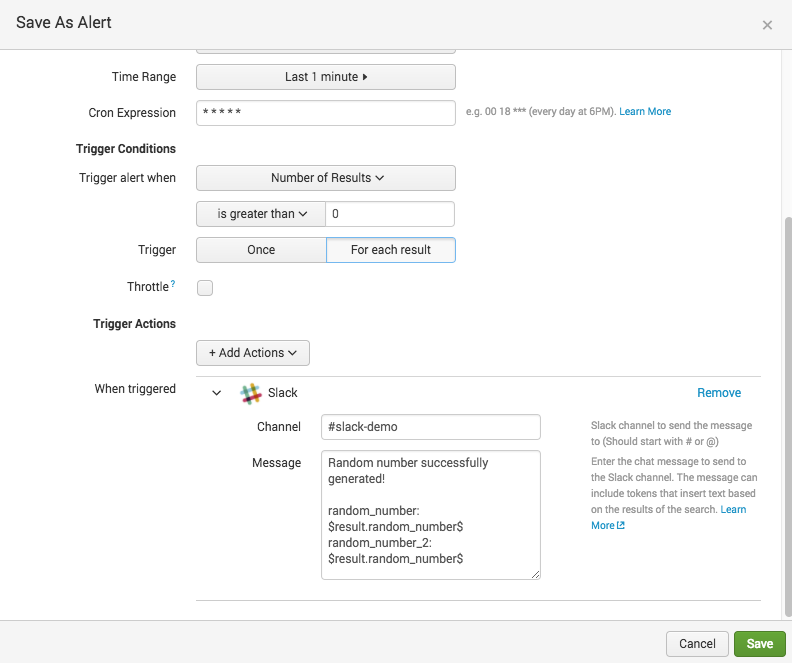 Save As Alert
×
Time Range
Last 1 minute
Cron Expression
* * * * *
e.g. 00 18 *** (every day at 6PM). Learn More
Trigger Conditions
Trigger alert when
Number of Results
is greater than
0
Trigger
Once
For each result
Throttle ?
Trigger Actions
+ Add Actions
When triggered
Slack
Remove
Channel
#slack-demo
Slack channel to send the message
to (Should start with # or @)
Message
Random number successfully
generated!
random_number:
$result.random_number$
random_number_2:
$result.random_number$
Enter the chat message to send to
the Slack channel. The message can
include tokens that insert text based
on the results of the search. Learn
More
Cancel
Save